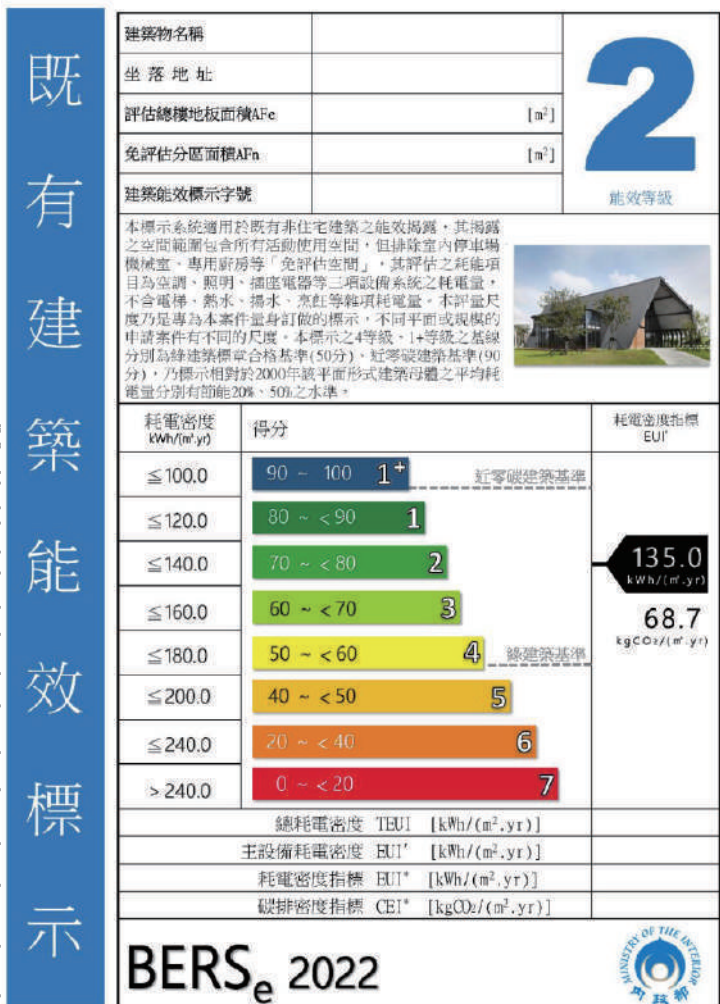 既有建築能效標示
建築物名稱
坐落地址
評估總樓地板面積AFe [m²]
免評估分區面積AFn [m²]
建築能效標示字號
2
能效等級
本標示系統適用於既有非住宅建築之能效揭露，其揭露
之空間範圍包含所有活動使用空間，但排除室內停車場
機械室、專用廚房等「免評估空間」，其評估之耗能項
目為空調、照明、插座電器等三項設備系統之耗電量，
不含電梯、熱水、揚水、烹飪等雜項耗電量。本評量尺
度乃是專為本案件量身訂做的標示，不同平面或規模的
申請案件有不同的尺度。本標示之4等級、1+等級之基線
分別為綠建築標章合格基準(50分)、近零碳建築基準(90
分)，乃標示相對於2000年該平面形式建築母體之平均耗
電量分別有節能20%、50%之水準。
耗電密度 kWh/(㎡.yr)
得分
耗電密度指標 EUI'
≦100.0 90 ~ 100 1+ 近零碳建築基準
≦120.0 80 ~ <90 1
≦140.0 70 ~ <80 2
135.0
kWh/(㎡.yr)
≦160.0 60 ~ <70 3
68.7
kgCO₂/(㎡.yr)
≦180.0 50 ~ <60 4 綠建築基準
≦200.0 40 ~ <50 5
≦240.0 20 ~ <40 6
>240.0 0 ~ <20 7
總耗電密度 TEUI [kWh/(m².yr)]
主設備耗電密度 EUI' [kWh/(m².yr)]
耗電密度指標 EUI* [kWh/(m².yr)]
碳排密度指標 CEI* [kgCO₂/(m².yr)]
BERSe 2022
MINISTRY OF THE INTERIOR
內政部